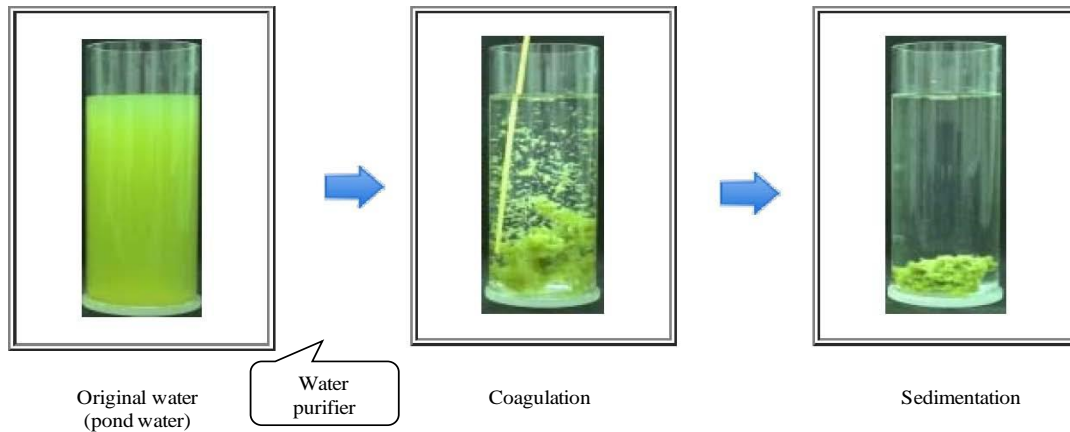 Original water
(pond water)
Water
purifier
Coagulation
Sedimentation